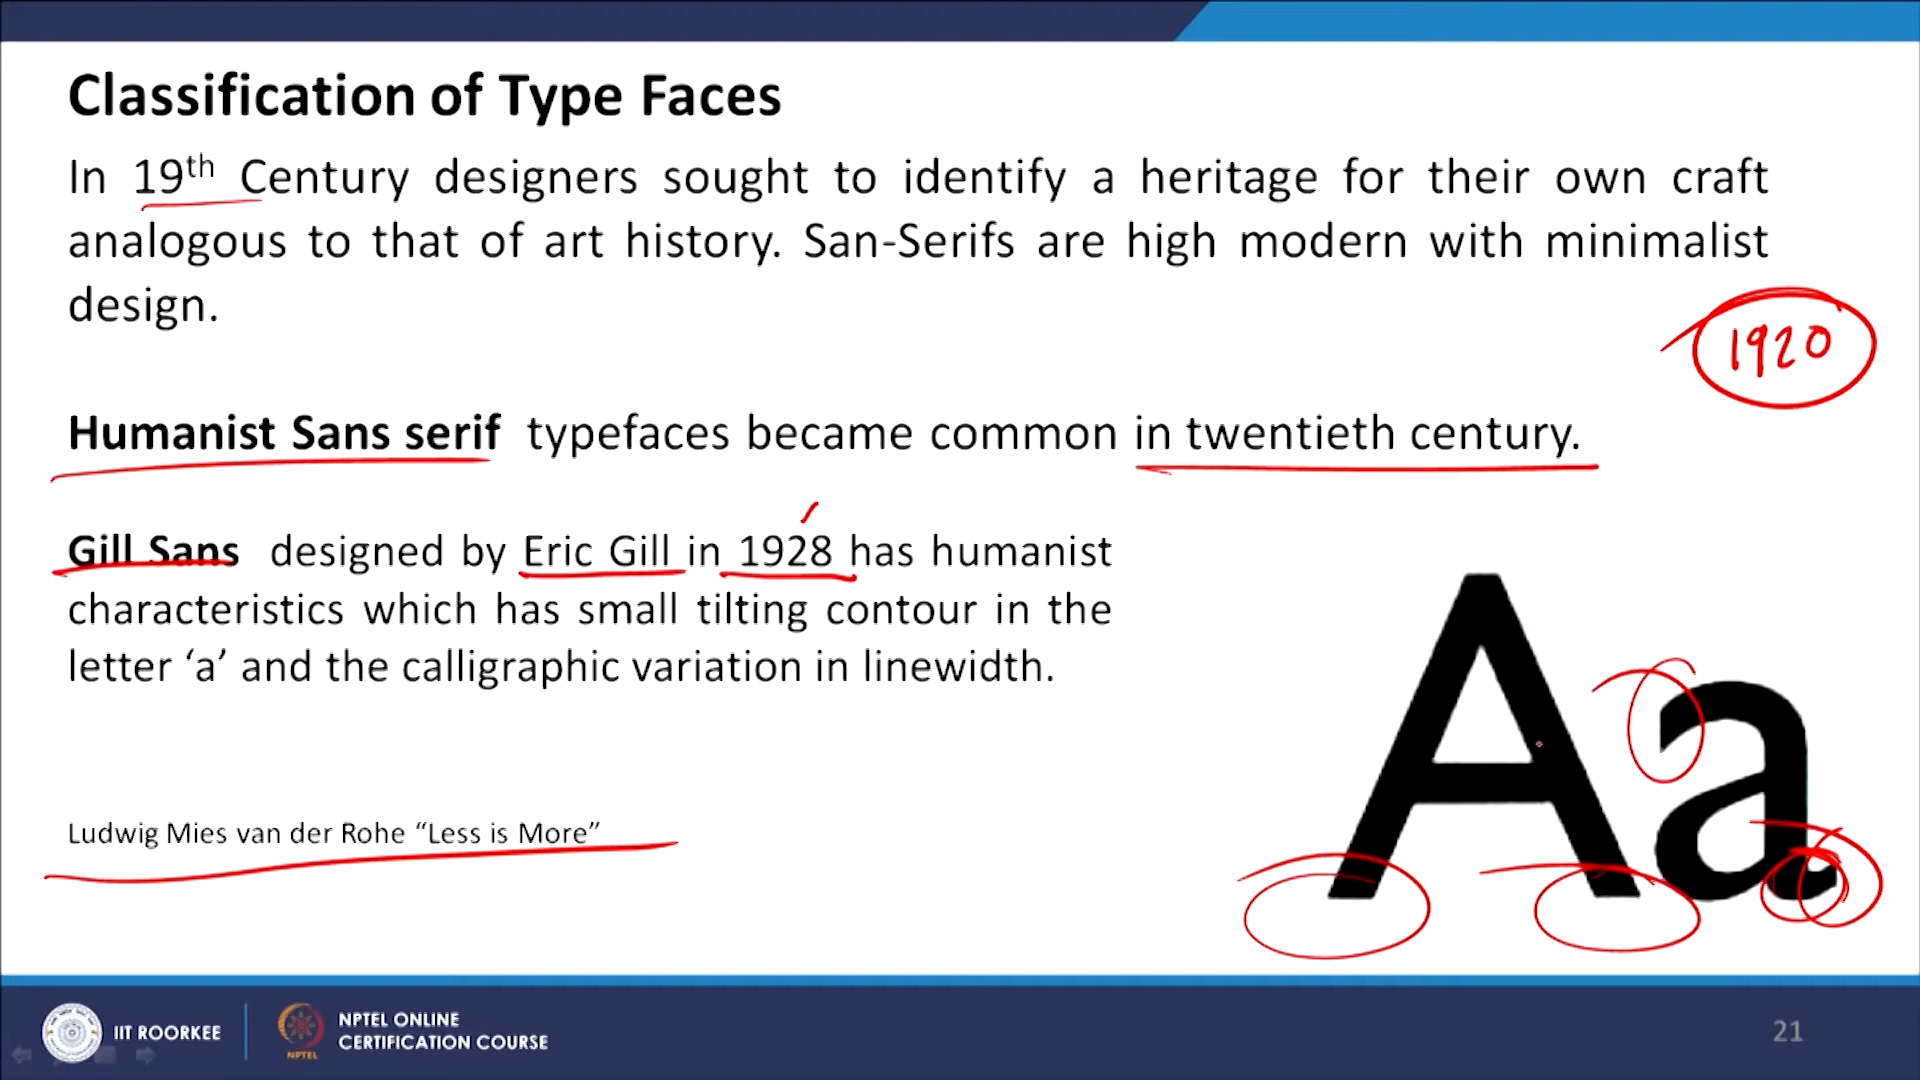 Classification of Type Faces
In 19th Century designers sought to identify a heritage for their own craft
analogous to that of art history. San-Serifs are high modern with minimalist
design.
1920
Humanist Sans serif typefaces became common in twentieth century.
Gill Sans designed by Eric Gill in 1928 has humanist
characteristics which has small tilting contour in the
letter ‘a’ and the calligraphic variation in linewidth.
Aa
Ludwig Mies van der Rohe “Less is More”
IIT ROORKEE
NPTEL
NPTEL ONLINE
CERTIFICATION COURSE
21